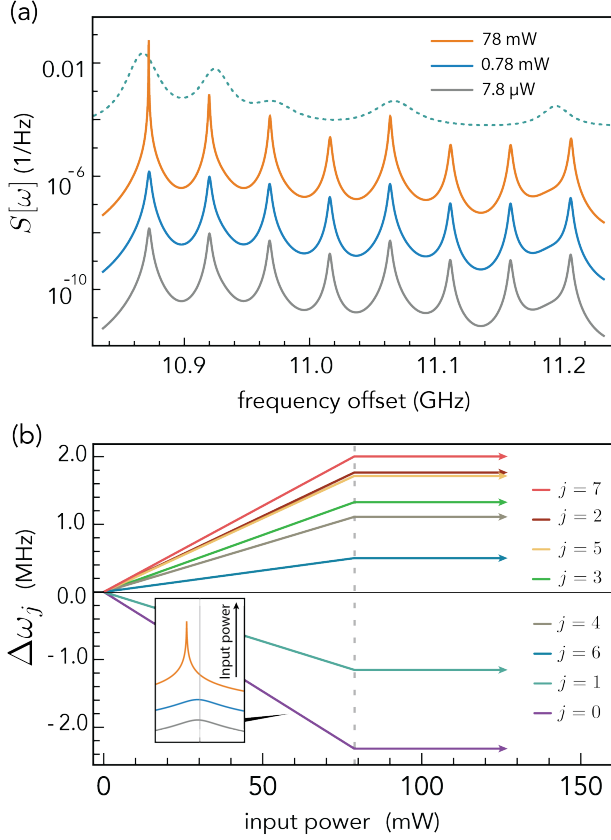 (a)
78 mW
0.78 mW
7.8 µW
S[ω] (1/Hz)
0.01
10⁻⁶
10⁻¹⁰
10.9
11.0
11.1
11.2
frequency offset (GHz)
(b)
Δωⱼ (MHz)
2.0
1.0
0.0
-1.0
-2.0
j = 7
j = 2
j = 5
j = 3
j = 4
j = 6
j = 1
j = 0
Input power
0
50
100
150
input power (mW)